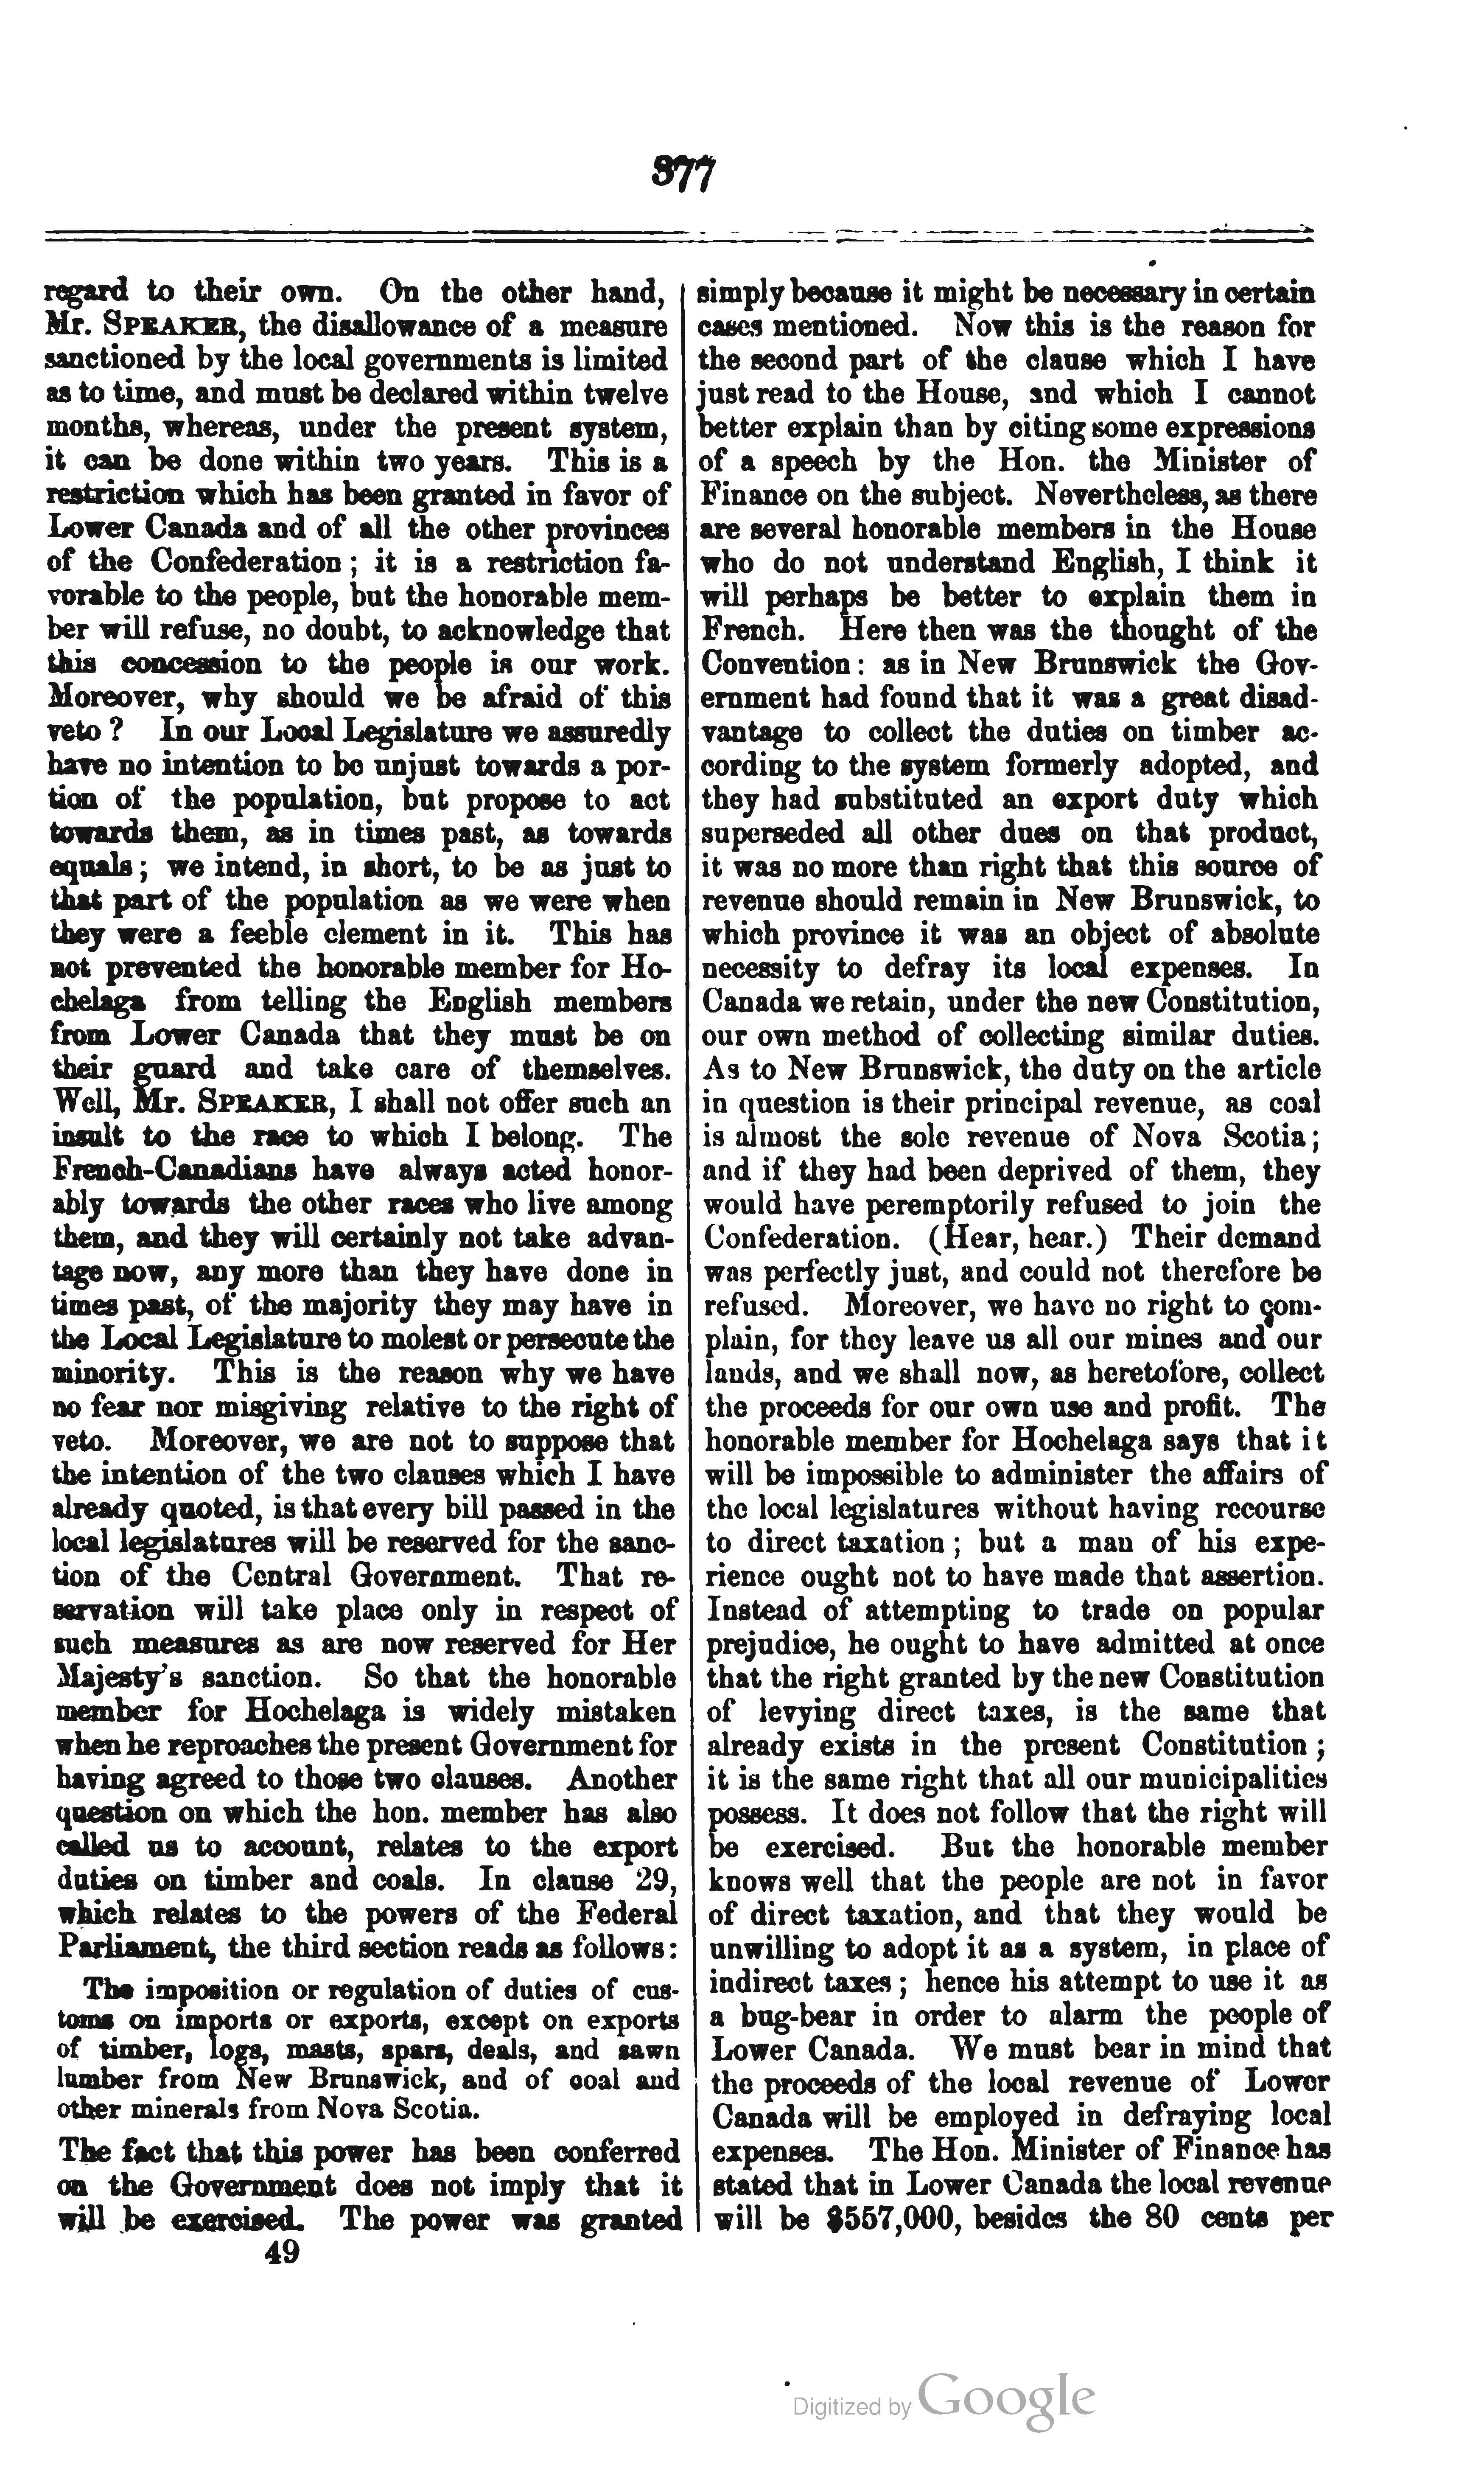 377
regard to their own. On the other hand,
Mr. SPEAKER, the disallowance of a measure
sanctioned by the local governments is limited
as to time, and must be declared within twelve
months, whereas, under the present system,
it can be done within two years. This is a
restriction which has been granted in favor of
Lower Canada and of all the other provinces
of the Confederation; it is a restriction fa-
vorable to the people, but the honorable mem-
ber will refuse, no doubt, to acknowledge that
this concession to the people is our work.
Moreover, why should we be afraid of this
veto? In our Local Legislature we assuredly
have no intention to be unjust towards a por-
tion of the population, but propose to act
towards them, as in times past, as towards
equals; we intend, in short, to be as just to
that part of the population as we were when
they were a feeble element in it. This has
not prevented the honorable member for Ho-
chelaga from telling the English members
from Lower Canada that they must be on
their guard and take care of themselves.
Well, Mr. SPEAKER, I shall not offer such an
insult to the race to which I belong. The
French-Canadians have always acted honor-
ably towards the other races who live among
them, and they will certainly not take advan-
tage now, any more than they have done in
times past, of the majority they may have in
the Local Legislature to molest or persecute the
minority. This is the reason why we have
no fear nor misgiving relative to the right of
veto. Moreover, we are not to suppose that
the intention of the two clauses which I have
already quoted, is that every bill passed in the
local legislatures will be reserved for the sanc-
tion of the Central Government. That re-
servation will take place only in respect of
such measures as are now reserved for Her
Majesty's sanction. So that the honorable
member for Hochelaga is widely mistaken
when he reproaches the present Government for
having agreed to those two clauses. Another
question on which the hon. member has also
called us to account, relates to the export
duties on timber and coals. In clause 29,
which relates to the powers of the Federal
Parliament, the third section reads as follows:
The imposition or regulation of duties of cus-
toms on imports or exports, except on exports
of timber, logs, masts, spars, deals, and sawn
lumber from New Brunswick, and of coal and
other minerals from Nova Scotia.
The fact that this power has been conferred
on the Government does not imply that it
will be exercised. The power was granted
49
simply because it might be necessary in certain
cases mentioned. Now this is the reason for
the second part of the clause which I have
just read to the House, and which I cannot
better explain than by citing some expressions
of a speech by the Hon. the Minister of
Finance on the subject. Nevertheless, as there
are several honorable members in the House
who do not understand English, I think it
will perhaps be better to explain them in
French. Here then was the thought of the
Convention: as in New Brunswick the Gov-
ernment had found that it was a great disad-
vantage to collect the duties on timber ac-
cording to the system formerly adopted, and
they had substituted an export duty which
superseded all other dues on that product,
it was no more than right that this source of
revenue should remain in New Brunswick, to
which province it was an object of absolute
necessity to defray its local expenses. In
Canada we retain, under the new Constitution,
our own method of collecting similar duties.
As to New Brunswick, the duty on the article
in question is their principal revenue, as coal
is almost the sole revenue of Nova Scotia;
and if they had been deprived of them, they
would have peremptorily refused to join the
Confederation. (Hear, hear.) Their demand
was perfectly just, and could not therefore be
refused. Moreover, we have no right to com-
plain, for they leave us all our mines and our
lands, and we shall now, as heretofore, collect
the proceeds for our own use and profit. The
honorable member for Hochelaga says that it
will be impossible to administer the affairs of
the local legislatures without having recourse
to direct taxation; but a man of his expe-
rience ought not to have made that assertion.
Instead of attempting to trade on popular
prejudice, he ought to have admitted at once
that the right granted by the new Constitution
of levying direct taxes, is the same that
already exists in the present Constitution;
it is the same right that all our municipalities
possess. It does not follow that the right will
be exercised. But the honorable member
knows well that the people are not in favor
of direct taxation, and that they would be
unwilling to adopt it as a system, in place of
indirect taxes; hence his attempt to use it as
a bug-bear in order to alarm the people of
Lower Canada. We must bear in mind that
the proceeds of the local revenue of Lower
Canada will be employed in defraying local
expenses. The Hon. Minister of Finance has
stated that in Lower Canada the local revenue
will be $557,000, besides the 80 cents per
Digitized by Google